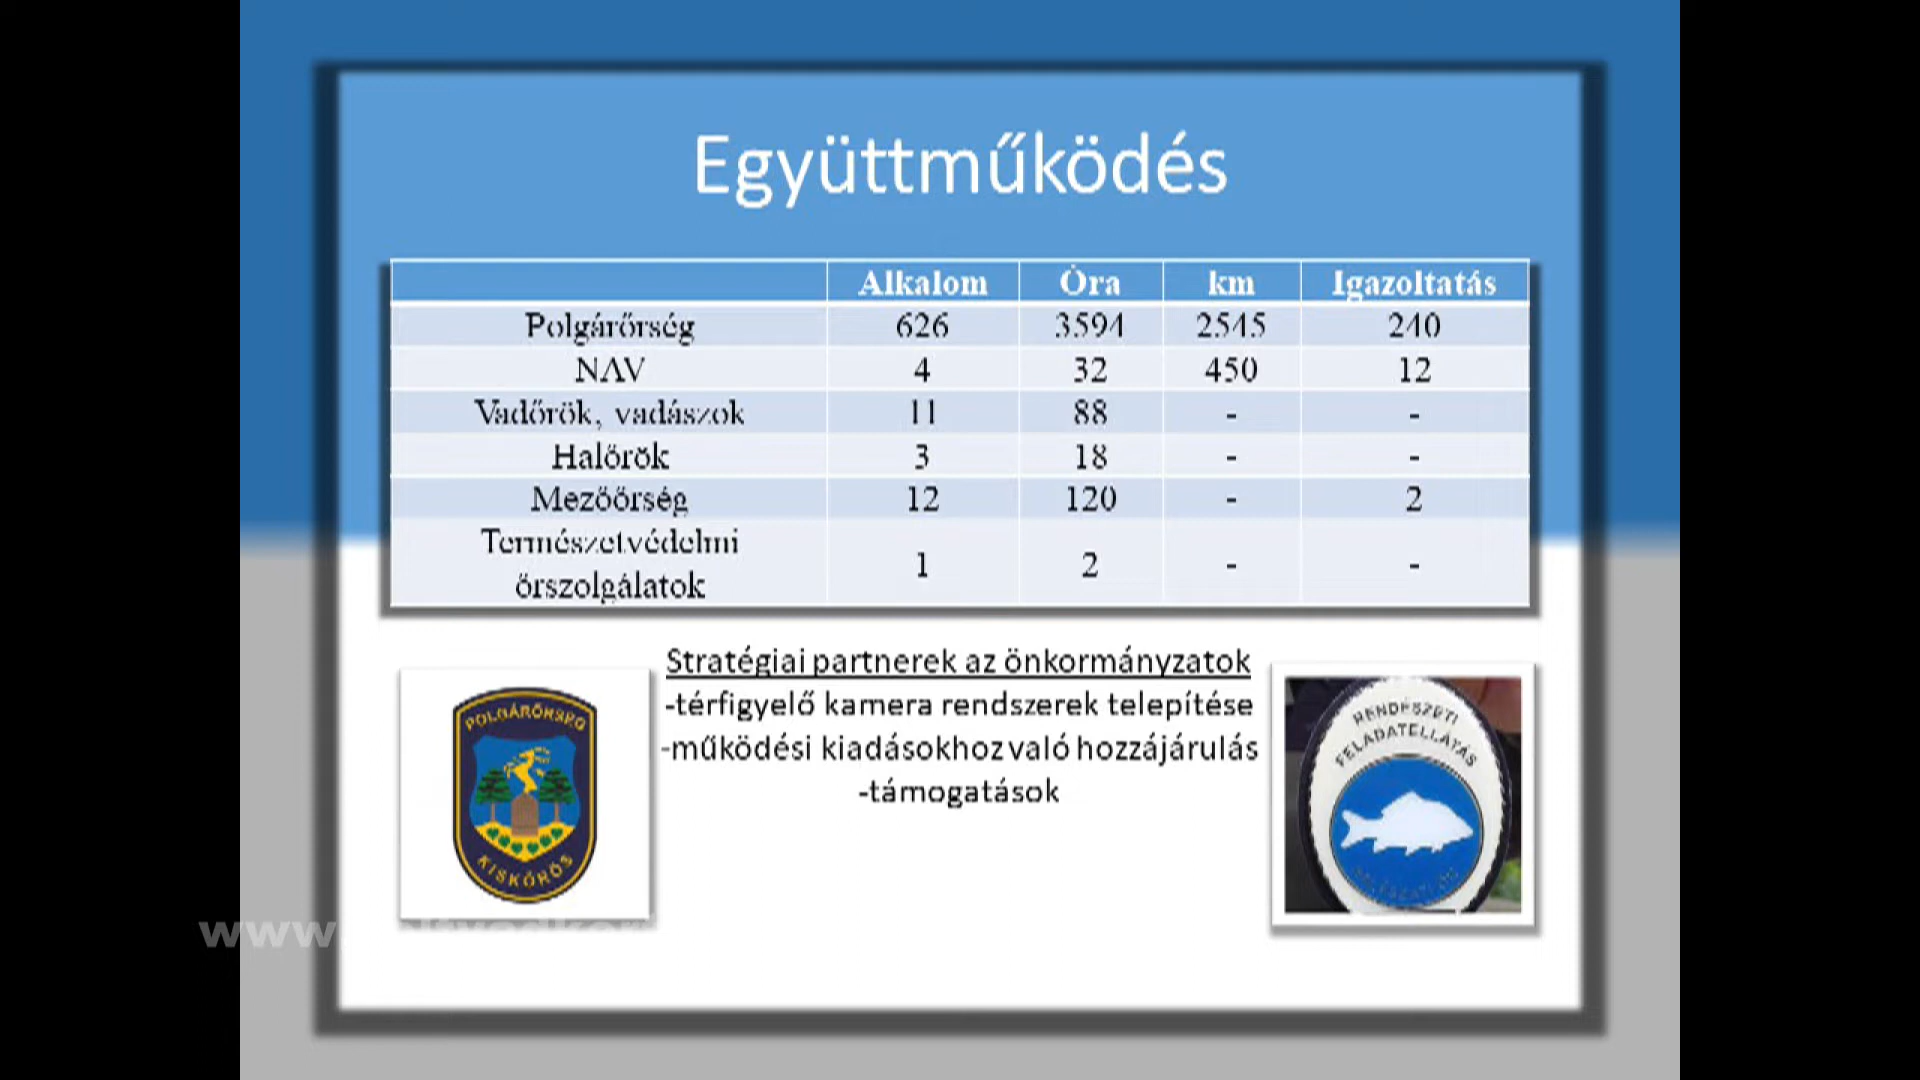 Együttműködés
Alkalom Óra km Igazoltatás
Polgárőrség 626 3594 2545 240
NAV 4 32 450 12
Vadőrök, vadászok 11 88 - -
Halőrök 3 18 - -
Mezőőrség 12 120 - 2
Természetvédelmi
őrszolgálatok 1 2 - -
Stratégiai partnerek az önkormányzatok
-térfigyelő kamera rendszerek telepítése
-működési kiadásokhoz való hozzájárulás
-támogatások
POLGÁRŐRSÉG
KISKŐRÖS
RENDÉSZETI
FELADATELLÁTÁS